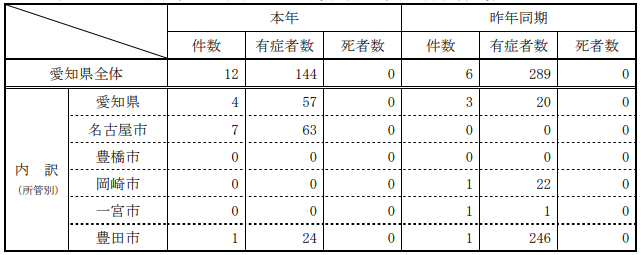 本年 昨年同期
件数 有症者数 死者数 件数 有症者数 死者数
愛知県全体 12 144 0 6 289 0
愛知県 4 57 0 3 20 0
名古屋市 7 63 0 0 0 0
豊橋市 0 0 0 0 0 0
内 訳
(所管別)
岡崎市 0 0 0 1 22 0
一宮市 0 0 0 1 1 0
豊田市 1 24 0 1 246 0